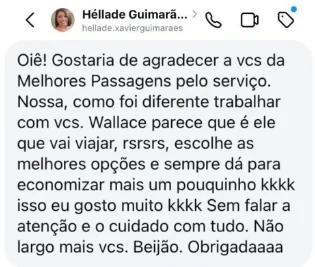 Héllade Guimarã...
hellade.xavierguimaraes
Oiê! Gostaria de agradecer a vcs da
Melhores Passagens pelo serviço.
Nossa, como foi diferente trabalhar
com vcs. Wallace parece que é ele
que vai viajar, rsrsrs, escolhe as
melhores opções e sempre dá para
economizar mais um pouquinho kkkk
isso eu gosto muito kkkk Sem falar a
atenção e o cuidado com tudo. Não
largo mais vcs. Beijão. Obrigadaaaa